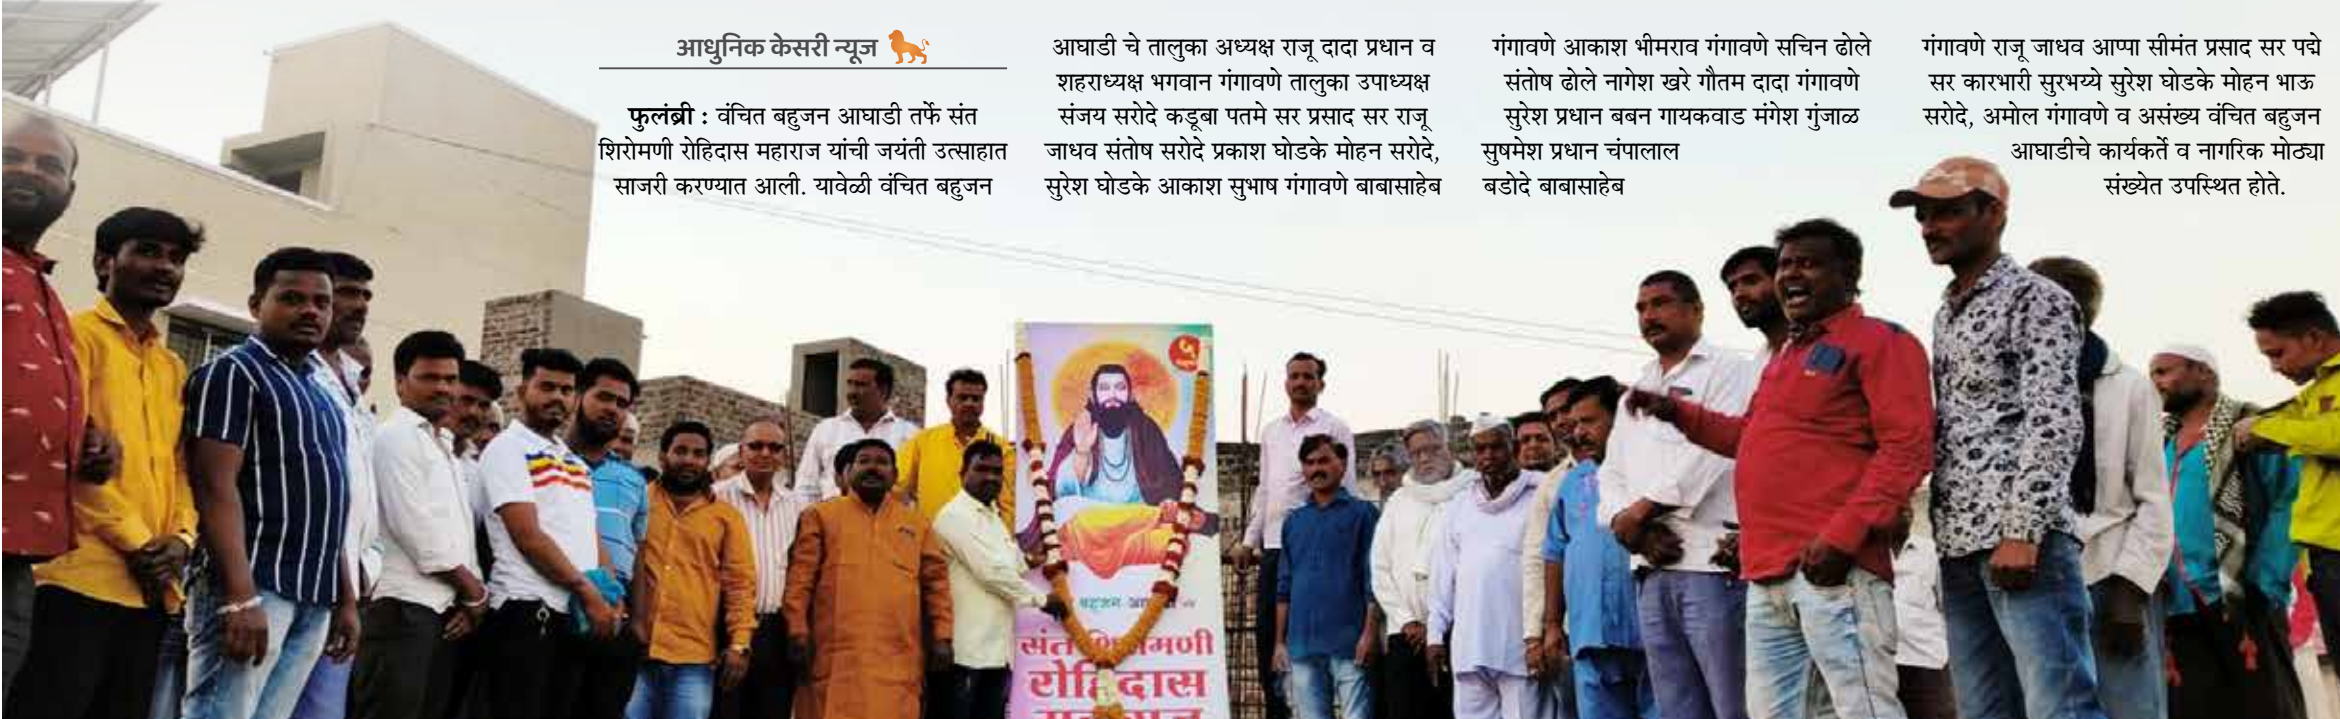 आधुनिक केसरी न्यूज
फुलंब्री : वंचित बहुजन आघाडी तर्फे संत
शिरोमणी रोहिदास महाराज यांची जयंती उत्साहात
साजरी करण्यात आली. यावेळी वंचित बहुजन
आघाडी चे तालुका अध्यक्ष राजू दादा प्रधान व
शहराध्यक्ष भगवान गंगावणे तालुका उपाध्यक्ष
संजय सरोदे कडूबा पतमे सर प्रसाद सर राजू
जाधव संतोष सरोदे प्रकाश घोडके मोहन सरोदे,
सुरेश घोडके आकाश सुभाष गंगावणे बाबासाहेब
गंगावणे आकाश भीमराव गंगावणे सचिन ढोले
संतोष ढोले नागेश खरे गौतम दादा गंगावणे
सुरेश प्रधान बबन गायकवाड मंगेश गुंजाळ
सुषमेश प्रधान चंपालाल
बडोदे बाबासाहेब
गंगावणे राजू जाधव आप्पा सीमंत प्रसाद सर पद्मे
सर कारभारी सुरभय्ये सुरेश घोडके मोहन भाऊ
सरोदे, अमोल गंगावणे व असंख्य वंचित बहुजन
आघाडीचे कार्यकर्ते व नागरिक मोठ्या
संख्येत उपस्थित होते.
बहुजन
संत
रोहिदास